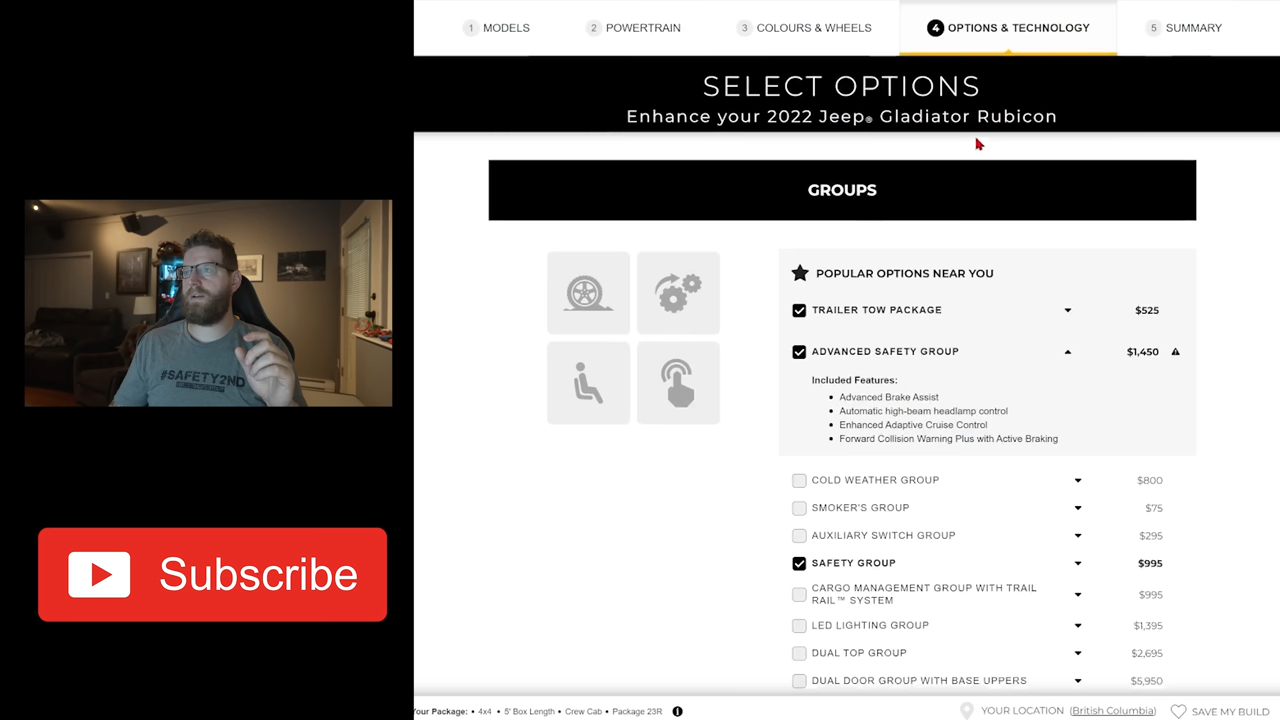 1 MODELS
2 POWERTRAIN
3 COLOURS & WHEELS
4 OPTIONS & TECHNOLOGY
5 SUMMARY
SELECT OPTIONS
Enhance your 2022 Jeep® Gladiator Rubicon
GROUPS
POPULAR OPTIONS NEAR YOU
TRAILER TOW PACKAGE $525
ADVANCED SAFETY GROUP $1,450
Included Features:
• Advanced Brake Assist
• Automatic high-beam headlamp control
• Enhanced Adaptive Cruise Control
• Forward Collision Warning Plus with Active Braking
COLD WEATHER GROUP $800
SMOKER'S GROUP $75
AUXILIARY SWITCH GROUP $295
SAFETY GROUP $995
CARGO MANAGEMENT GROUP WITH TRAIL
RAIL™ SYSTEM $995
LED LIGHTING GROUP $1,395
DUAL TOP GROUP $2,695
DUAL DOOR GROUP WITH BASE UPPERS $5,950
#SAFETY2ND
Subscribe
our Package: • 4x4 • 5' Box Length • Crew Cab • Package 23R
YOUR LOCATION (British Columbia)
SAVE MY BUILD